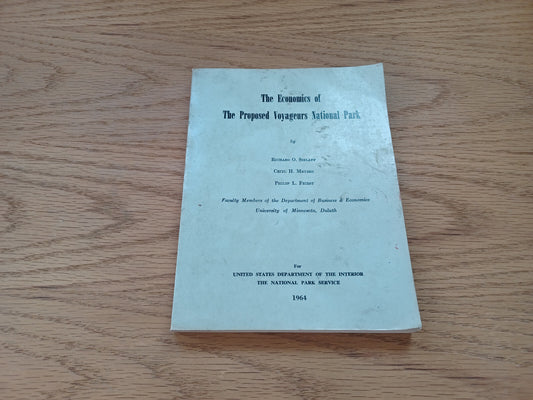 The Economics of
The Proposed Voyageurs National Park
by
Richard O. Sielaff
Cecil H. Meyers
Philip L. Friest
Faculty Members of the Department of Business & Economics
University of Minnesota, Duluth
For
UNITED STATES DEPARTMENT OF THE INTERIOR
THE NATIONAL PARK SERVICE
1964